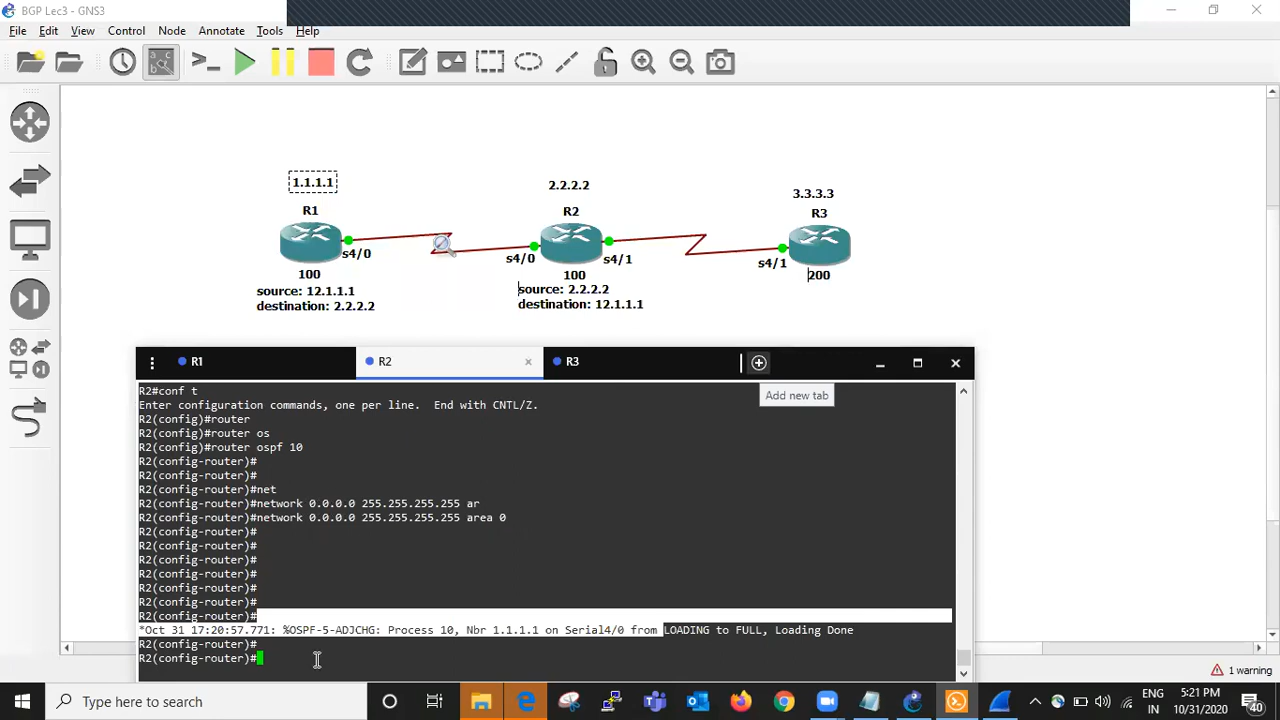 BGP Lec3 - GNS3
File Edit View Control Node Annotate Tools Help
1.1.1.1
2.2.2.2
3.3.3.3
R1
R2
R3
s4/0
s4/0
s4/1
s4/1
100
100
200
source: 12.1.1.1
destination: 2.2.2.2
source: 2.2.2.2
destination: 12.1.1.1
R1
R2
R3
Add new tab
R2#conf t
Enter configuration commands, one per line. End with CNTL/Z.
R2(config)#router
R2(config)#router os
R2(config)#router ospf 10
R2(config-router)#
R2(config-router)#
R2(config-router)#net
R2(config-router)#network 0.0.0.0 255.255.255.255 ar
R2(config-router)#network 0.0.0.0 255.255.255.255 area 0
R2(config-router)#
R2(config-router)#
R2(config-router)#
R2(config-router)#
R2(config-router)#
R2(config-router)#
R2(config-router)#
*Oct 31 17:20:57.771: %OSPF-5-ADJCHG: Process 10, Nbr 1.1.1.1 on Serial4/0 from LOADING to FULL, Loading Done
R2(config-router)#
R2(config-router)#
1 warning
Type here to search
ENG
IN
5:21 PM
10/31/2020
40